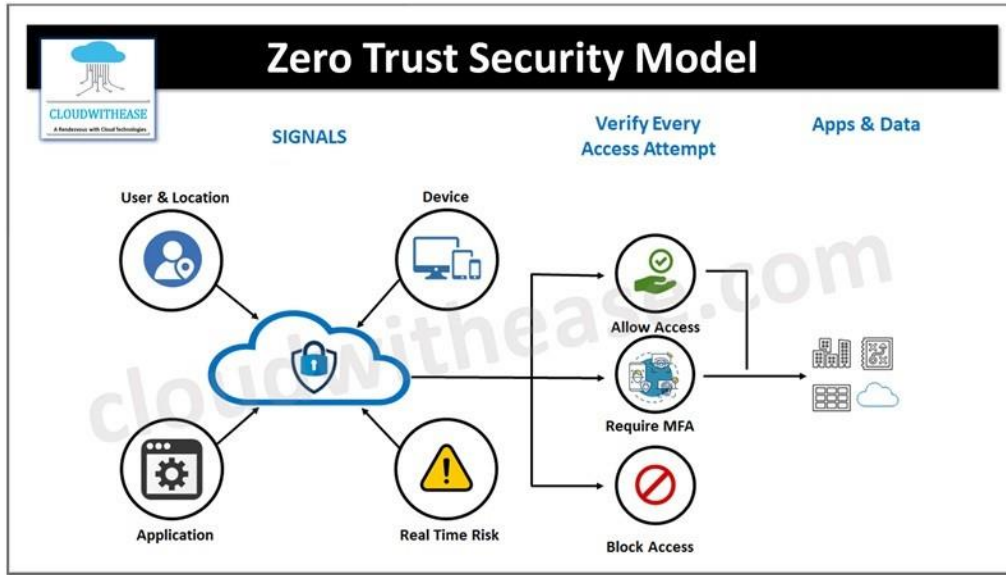 Zero Trust Security Model
CLOUDWITHEASE
A Rendezvous with Cloud Technologies
SIGNALS
Verify Every
Access Attempt
Apps & Data
User & Location
Device
Allow Access
Require MFA
Application
Real Time Risk
Block Access
cloudwithease.com